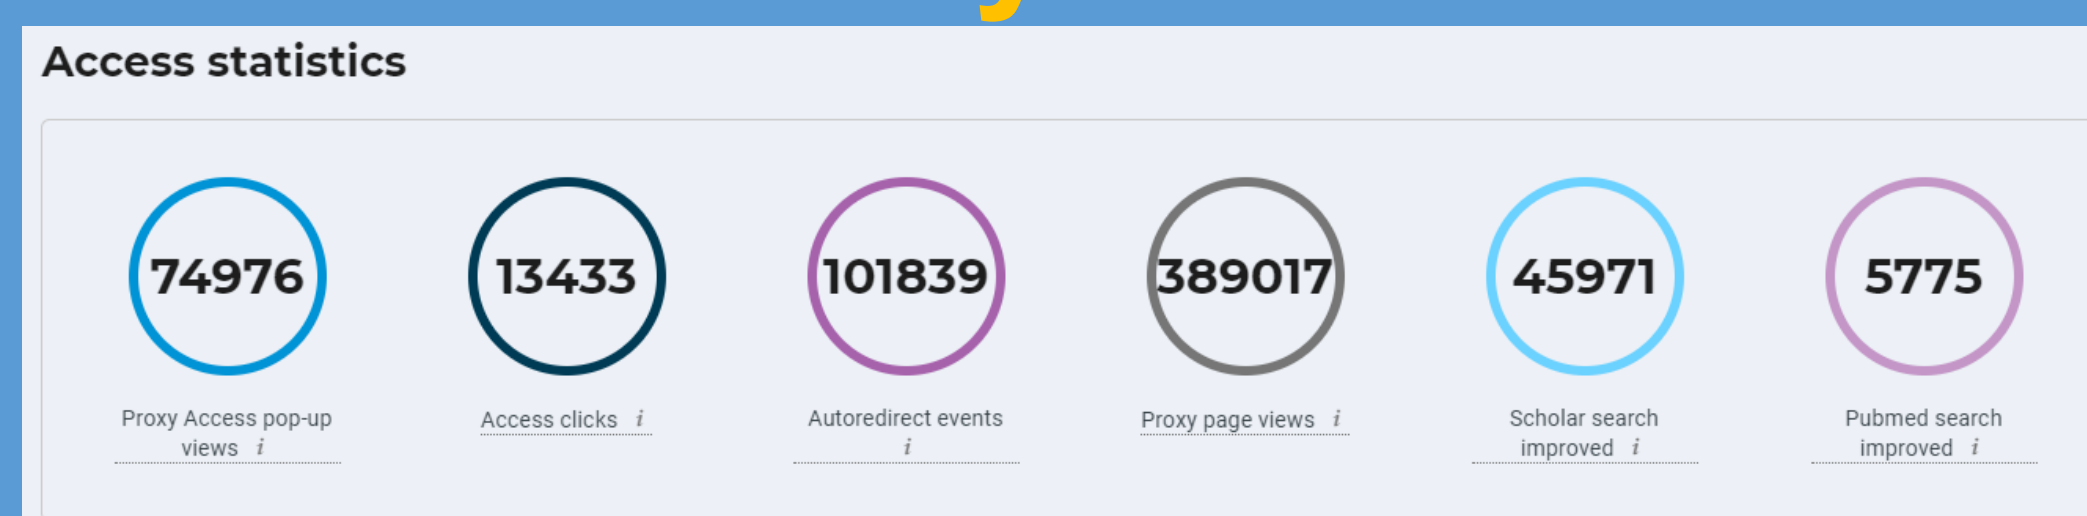 Access statistics
74976
13433
101839
389017
45971
5775
Proxy Access pop-up
views i
Access clicks i
Autoredirect events
i
Proxy page views i
Scholar search
improved i
Pubmed search
improved i